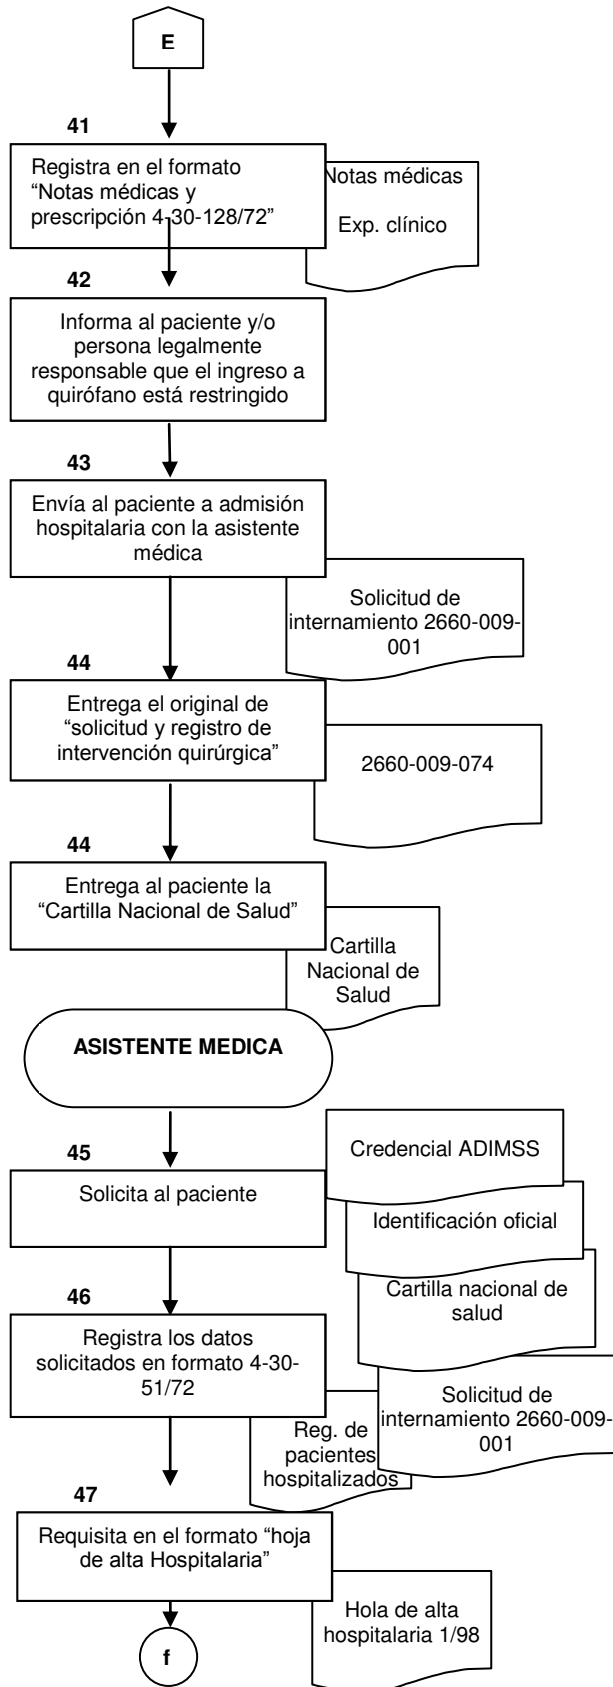 E
41
Registra en el formato
“Notas médicas y
prescripción 4-30-128/72”
Notas médicas
Exp. clínico
42
Informa al paciente y/o
persona legalmente
responsable que el ingreso a
quirófano está restringido
43
Envía al paciente a admisión
hospitalaria con la asistente
médica
Solicitud de
internamiento 2660-009-
001
44
Entrega el original de
“solicitud y registro de
intervención quirúrgica”
2660-009-074
44
Entrega al paciente la
“Cartilla Nacional de Salud”
Cartilla
Nacional de
Salud
ASISTENTE MEDICA
45
Solicita al paciente
Credencial ADIMSS
Identificación oficial
Cartilla nacional de
salud
Solicitud de
internamiento 2660-009-
001
46
Registra los datos
solicitados en formato 4-30-
51/72
Reg. de
pacientes
hospitalizados
47
Requisita en el formato “hoja
de alta Hospitalaria”
Hola de alta
hospitalaria 1/98
f